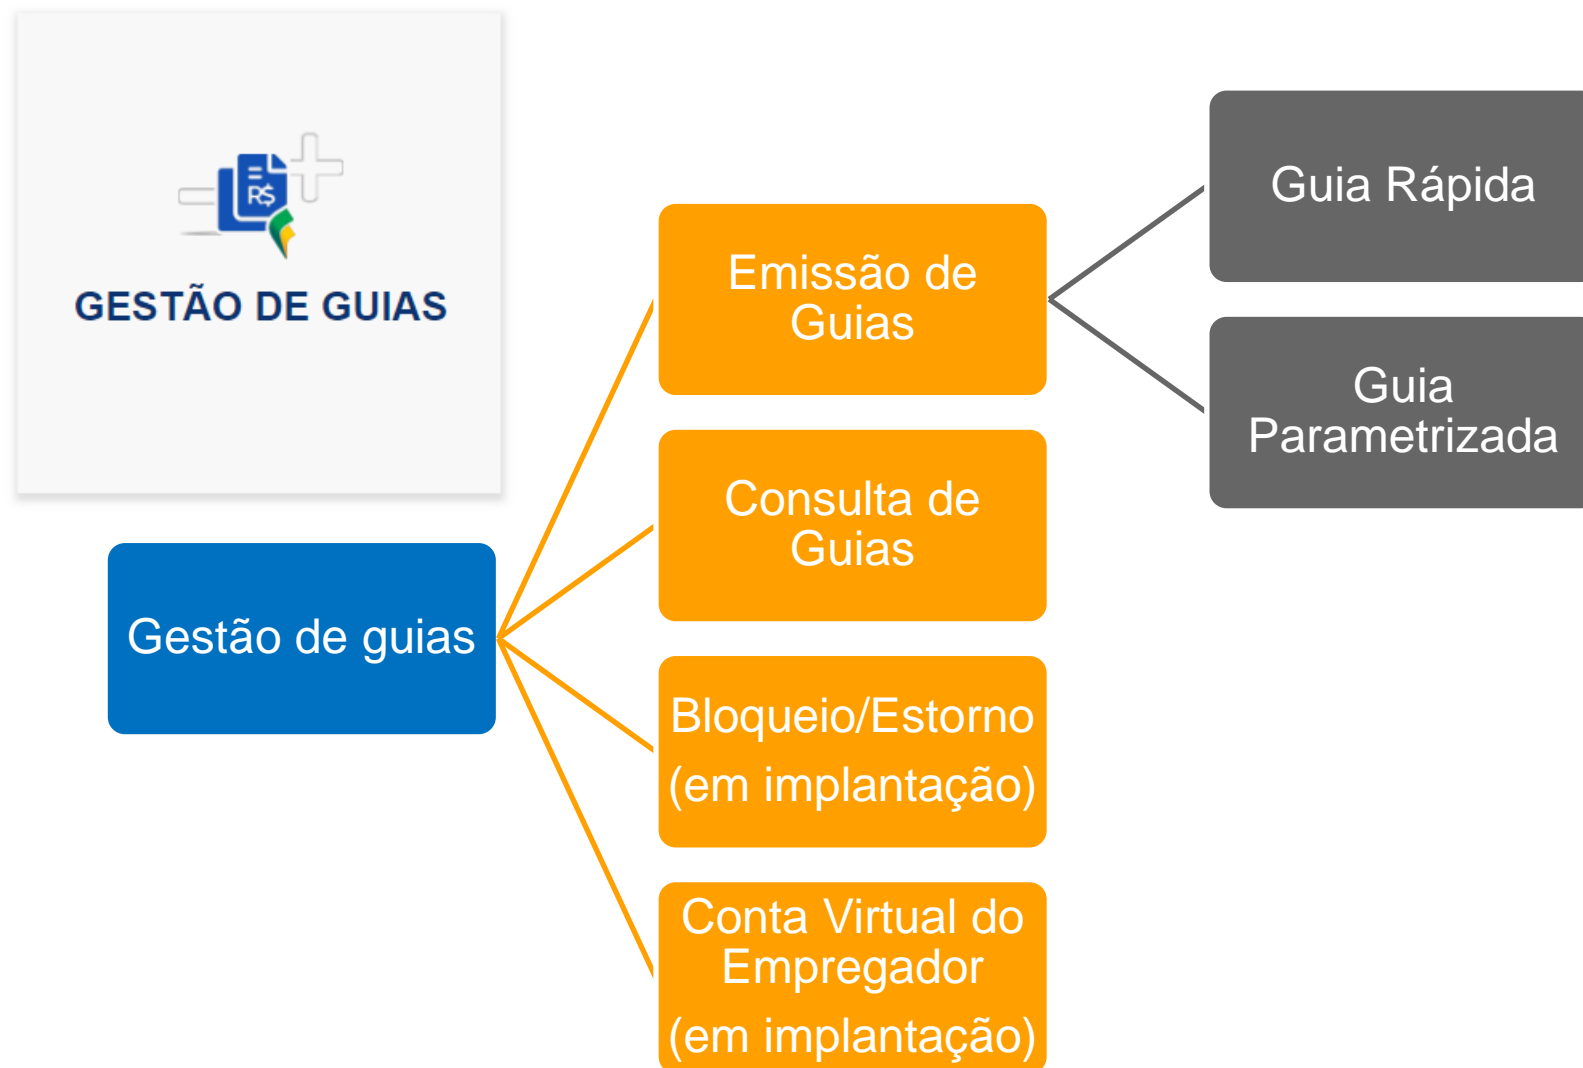 R$
GESTÃO DE GUIAS
Gestão de guias
Emissão de
Guias
Consulta de
Guias
Bloqueio/Estorno
(em implantação)
Conta Virtual do
Empregador
(em implantação)
Guia Rápida
Guia
Parametrizada